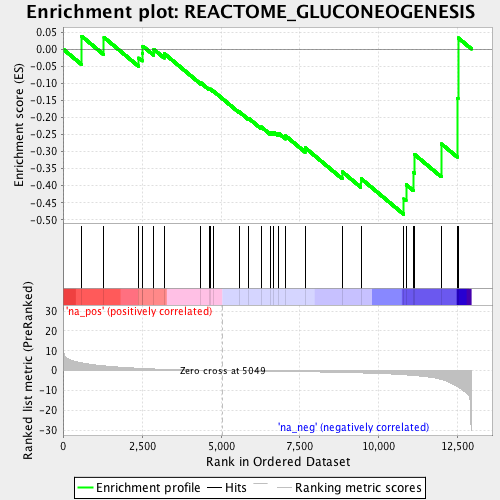 Enrichment plot: REACTOME_GLUCONEOGENESIS
Enrichment score (ES)
0.05
0.00
-0.05
-0.10
-0.15
-0.20
-0.25
-0.30
-0.35
-0.40
-0.45
-0.50
'na_pos' (positively correlated)
Ranked list metric (PreRanked)
30
20
10
0
-10
-20
-30
Zero cross at 5049
'na_neg' (negatively correlated)
0 2,500 5,000 7,500 10,000 12,500
Rank in Ordered Dataset
Enrichment profile Hits Ranking metric scores